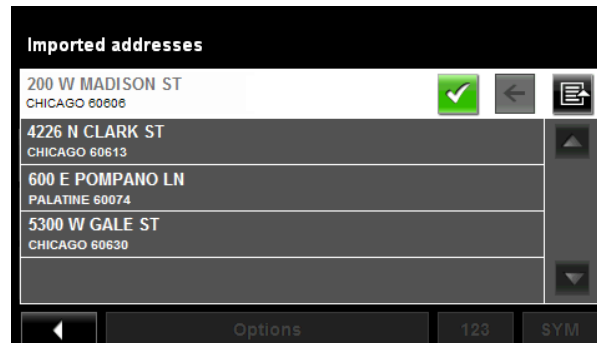 Imported addresses
200 W MADISON ST
CHICAGO 60606
4226 N CLARK ST
CHICAGO 60613
600 E POMPANO LN
PALATINE 60074
5300 W GALE ST
CHICAGO 60630
Options 123 SYM